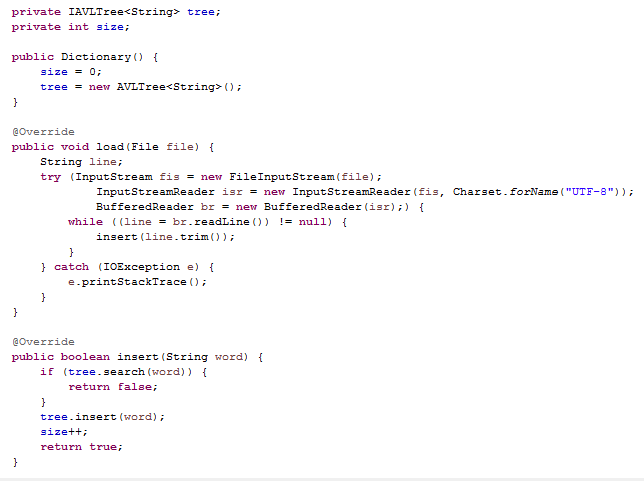 private IAVLTree<String> tree;
private int size;

public Dictionary() {
    size = 0;
    tree = new AVLTree<String>();
}

@Override
public void load(File file) {
    String line;
    try (InputStream fis = new FileInputStream(file);
            InputStreamReader isr = new InputStreamReader(fis, Charset.forName("UTF-8"));
            BufferedReader br = new BufferedReader(isr);) {
        while ((line = br.readLine()) != null) {
            insert(line.trim());
        }
    } catch (IOException e) {
        e.printStackTrace();
    }
}

@Override
public boolean insert(String word) {
    if (tree.search(word)) {
        return false;
    }
    tree.insert(word);
    size++;
    return true;
}